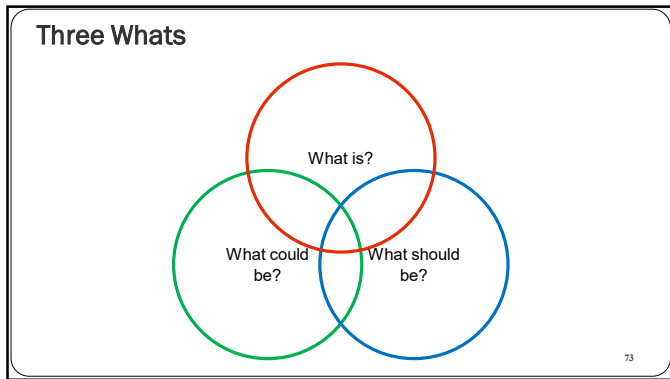 Three Whats
What is?
What could
be?
What should
be?
73